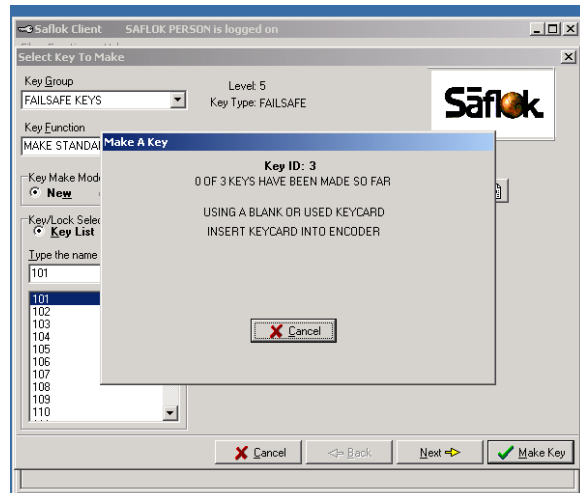 Saflok Client SAFLOK PERSON is logged on
Select Key To Make
Key Group
FAILSAFE KEYS
Level: 5
Key Type: FAILSAFE
Säflok
Key Function
MAKE STANDA
Make A Key
Key ID: 3
0 OF 3 KEYS HAVE BEEN MADE SO FAR
USING A BLANK OR USED KEYCARD
INSERT KEYCARD INTO ENCODER
Cancel
Key Make Mod
New
Key/Lock Selec
Key List
Type the name
101
101
102
103
104
105
106
107
108
109
110
Cancel
<= Back
Next
Make Key